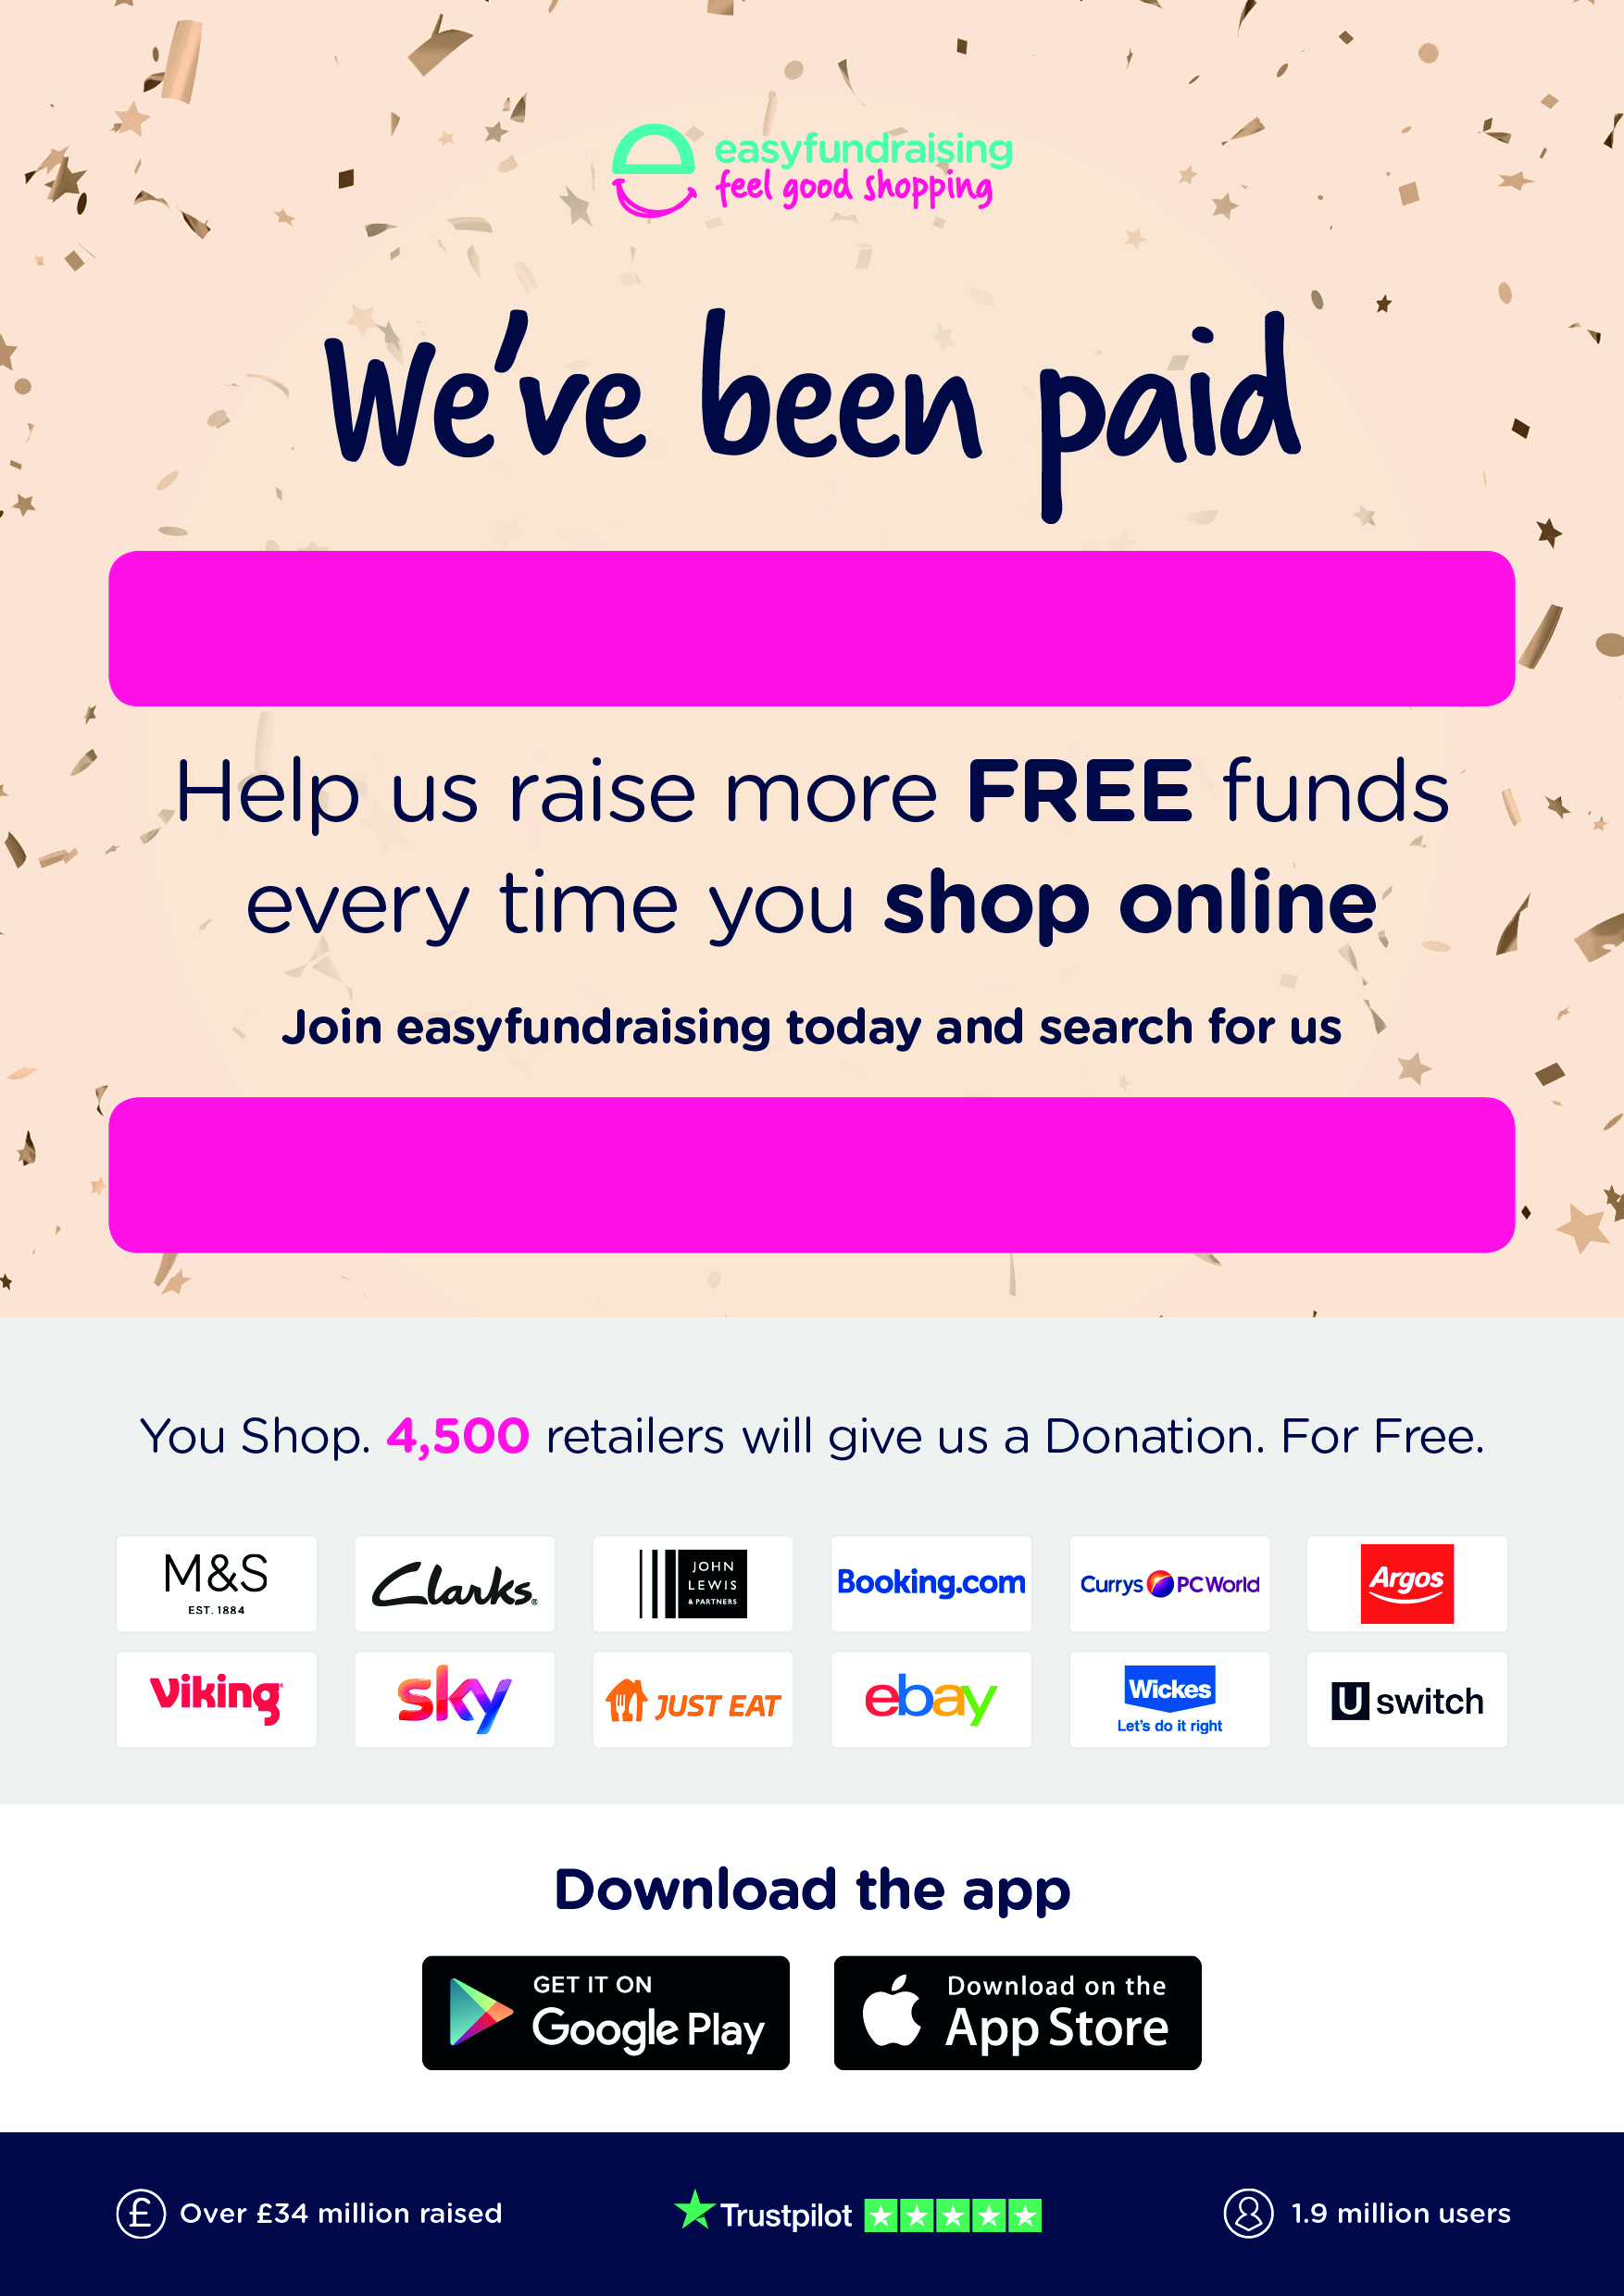 easyfundraising
feel good shopping
We've been paid
Help us raise more FREE funds
every time you shop online
Join easyfundraising today and search for us
You Shop. 4,500 retailers will give us a Donation. For Free.
M&S
EST. 1884
Clarks®
JOHN
LEWIS
& PARTNERS
Booking.com
Currys PC World
Argos
Viking
sky
JUST EAT
ebay
Wickes
Let's do it right
U switch
Download the app
GET IT ON
Google Play
Download on the
App Store
£ Over £34 million raised
Trustpilot
1.9 million users